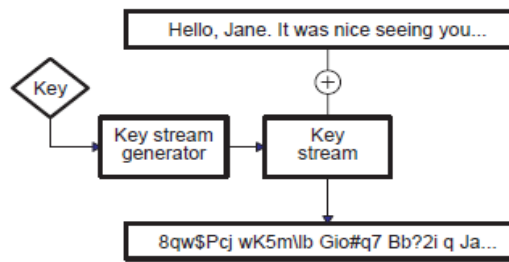 Hello, Jane. It was nice seeing you...
Key
Key stream
generator
Key
stream
8qw$Pcj wK5m\lb Gio#q7 Bb?2i q Ja...